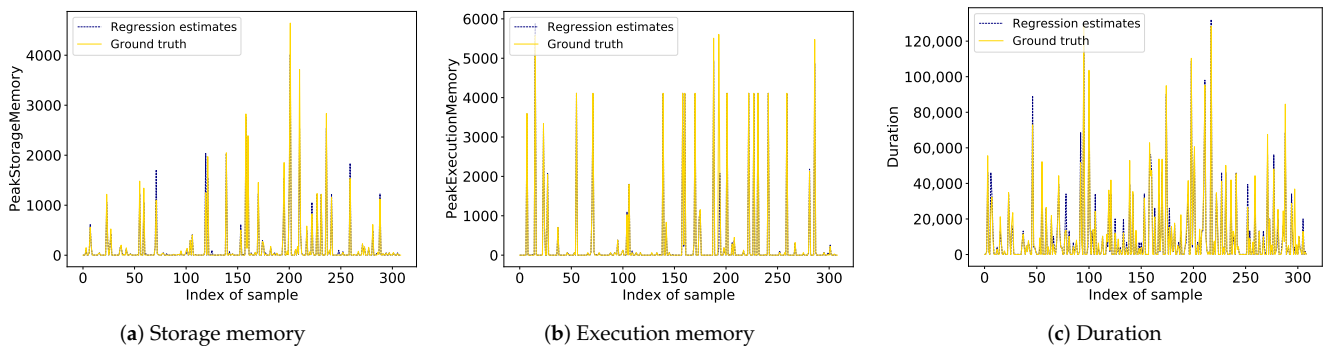 Regression estimates
Ground truth
PeakStorageMemory
4000
3000
2000
1000
0
0 50 100 150 200 250 300
Index of sample
(a) Storage memory
Regression estimates
Ground truth
PeakExecutionMemory
6000
5000
4000
3000
2000
1000
0
0 50 100 150 200 250 300
Index of sample
(b) Execution memory
Regression estimates
Ground truth
Duration
120,000
100,000
80,000
60,000
40,000
20,000
0
0 50 100 150 200 250 300
Index of sample
(c) Duration